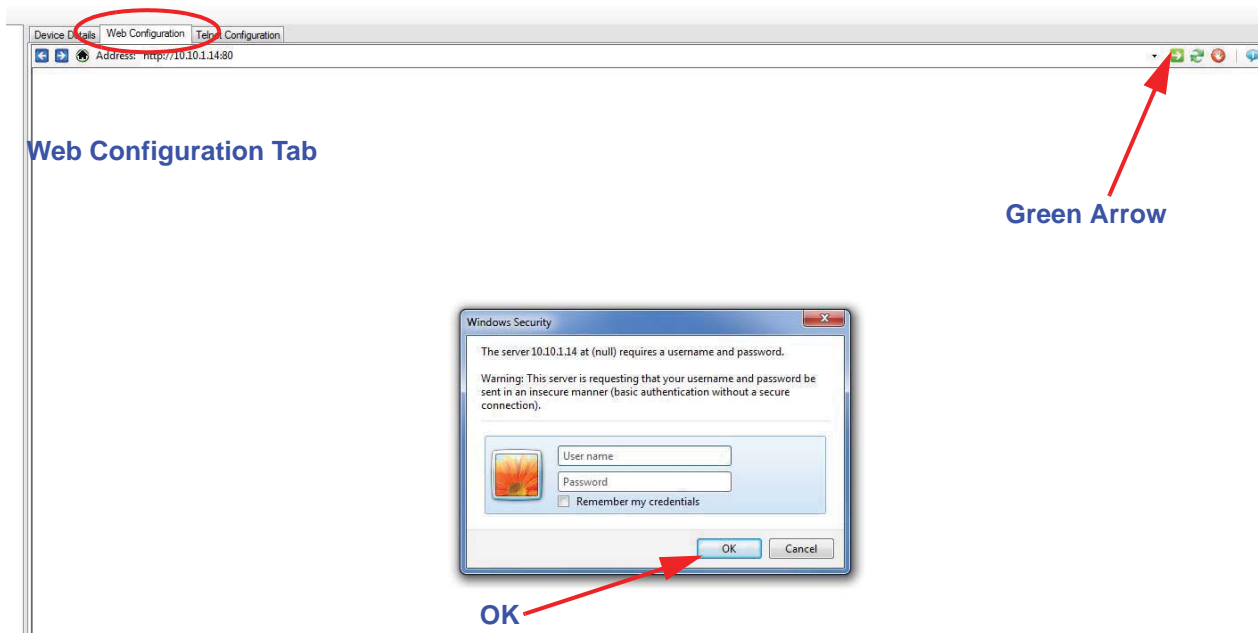 Device Details Web Configuration Telnet Configuration
Address: http://10.10.1.14:80
Web Configuration Tab
Green Arrow
Windows Security
The server 10.10.1.14 at (null) requires a username and password.
Warning: This server is requesting that your username and password be
sent in an insecure manner (basic authentication without a secure
connection).
User name
Password
Remember my credentials
OK Cancel
OK